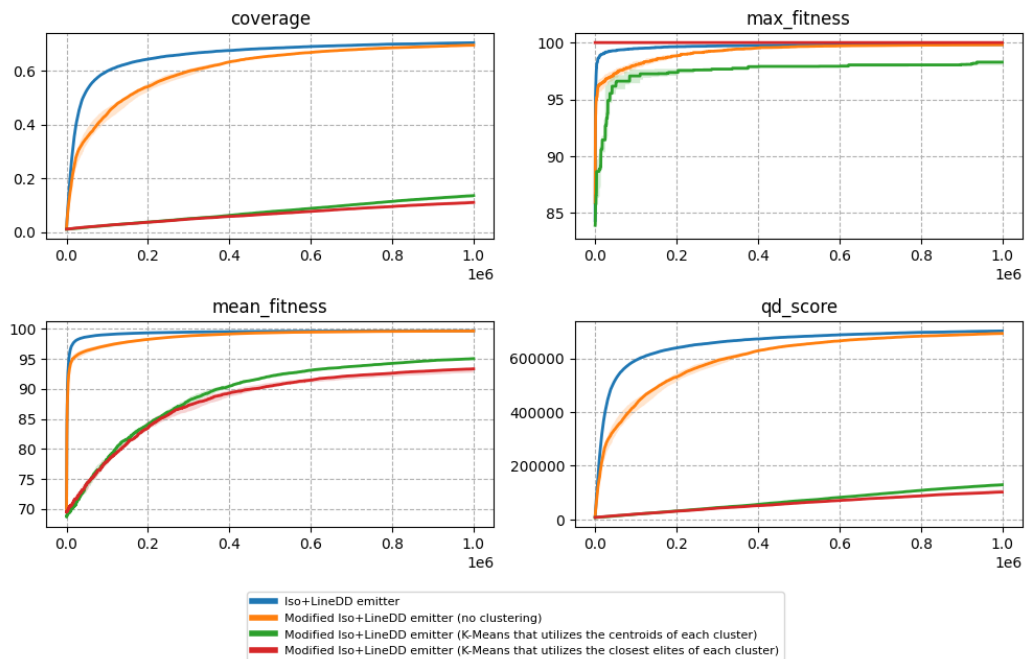 coverage
0.6
0.4
0.2
0.0
0.0 0.2 0.4 0.6 0.8 1.0
1e6
max_fitness
100
95
90
85
0.0 0.2 0.4 0.6 0.8 1.0
1e6
mean_fitness
100
95
90
85
80
75
70
0.0 0.2 0.4 0.6 0.8 1.0
1e6
qd_score
600000
400000
200000
0
0.0 0.2 0.4 0.6 0.8 1.0
1e6
Iso+LineDD emitter
Modified Iso+LineDD emitter (no clustering)
Modified Iso+LineDD emitter (K-Means that utilizes the centroids of each cluster)
Modified Iso+LineDD emitter (K-Means that utilizes the closest elites of each cluster)